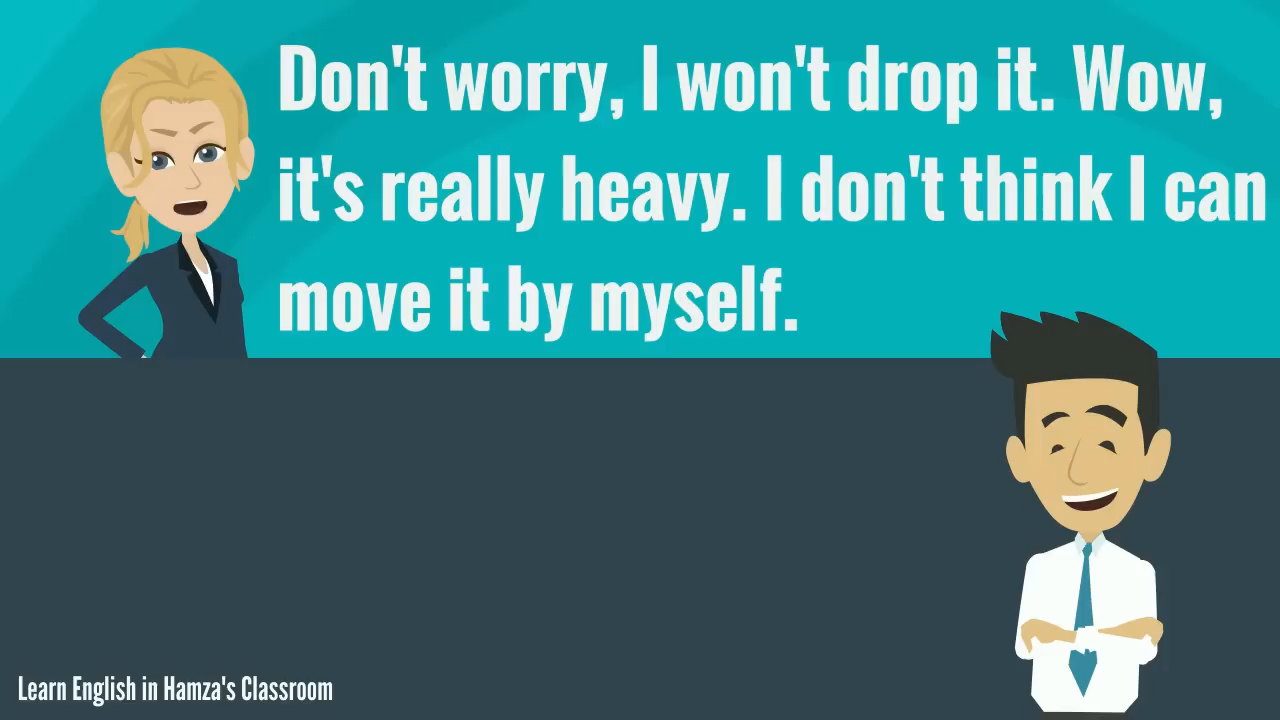 Don't worry, I won't drop it. Wow,
it's really heavy. I don't think I can
move it by myself.
Learn English in Hamza's Classroom